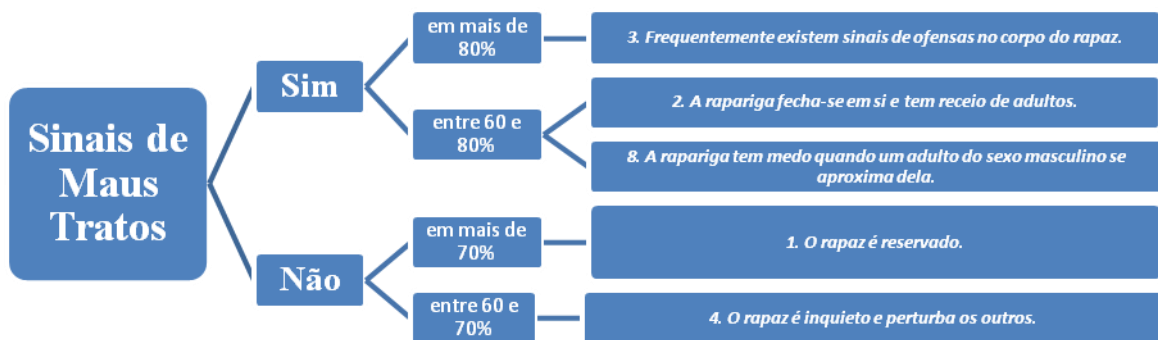 Sinais de
Maus
Tratos
Sim
em mais de
80%
3. Frequentemente existem sinais de ofensas no corpo do rapaz.
entre 60 e
80%
2. A rapariga fecha-se em si e tem receio de adultos.
8. A rapariga tem medo quando um adulto do sexo masculino se
aproxima dela.
Não
em mais de
70%
1. O rapaz é reservado.
entre 60 e
70%
4. O rapaz é inquieto e perturba os outros.